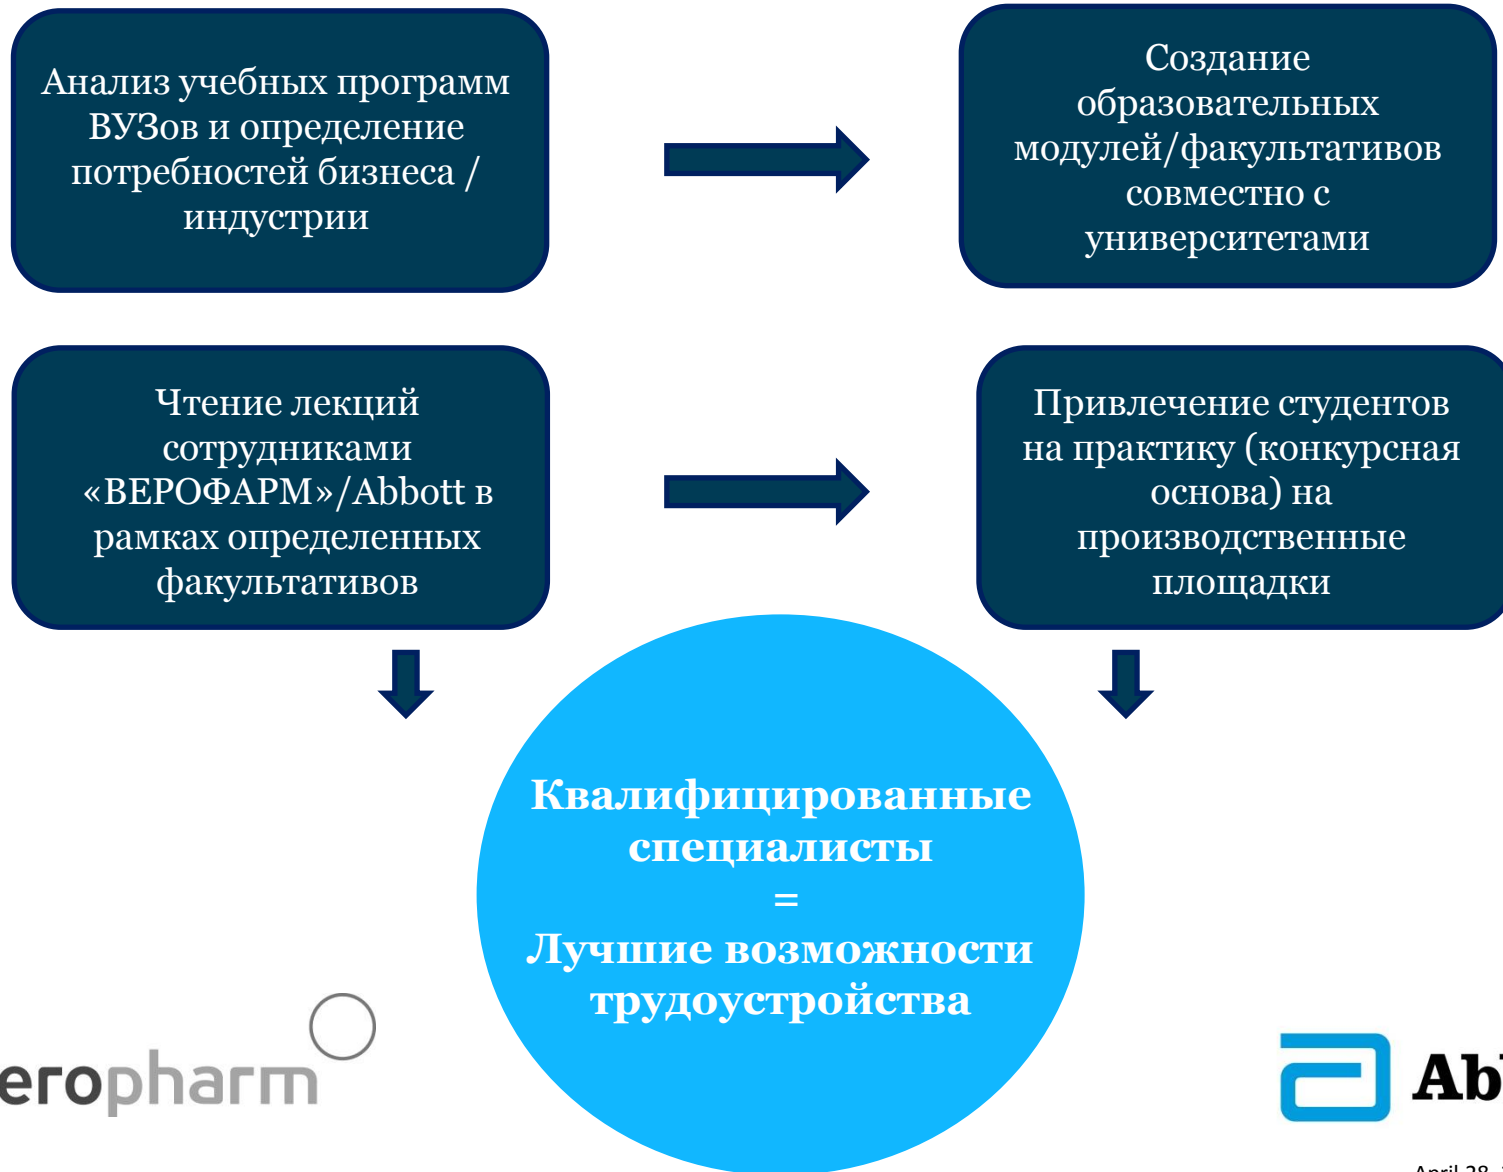 Анализ учебных программ
ВУЗов и определение
потребностей бизнеса /
индустрии
Создание
образовательных
модулей/факультативов
совместно с
университетами
Чтение лекций
сотрудниками
«ВЕРОФАРМ»/Abbott в
рамках определенных
факультативов
Привлечение студентов
на практику (конкурсная
основа) на
производственные
площадки
Квалифицированные
специалисты
=
Лучшие возможности
трудоустройства
eropharm
Ab
April 28,